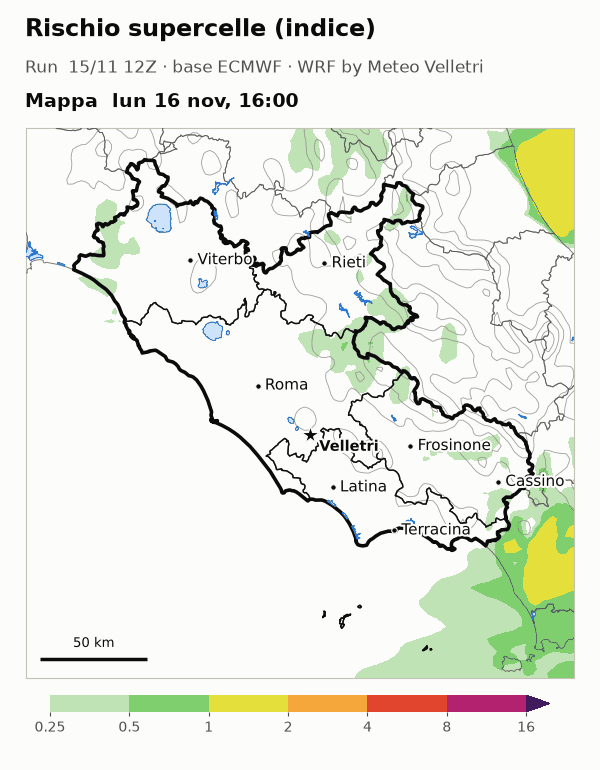 Rischio supercelle (indice)
Run  15/11 12Z · base ECMWF · WRF by Meteo Velletri
Mappa  lun 16 nov, 16:00
Viterbo
Rieti
Roma
Velletri
Frosinone
Latina
Cassino
Terracina
50 km
0.25 0.5 1 2 4 8 16